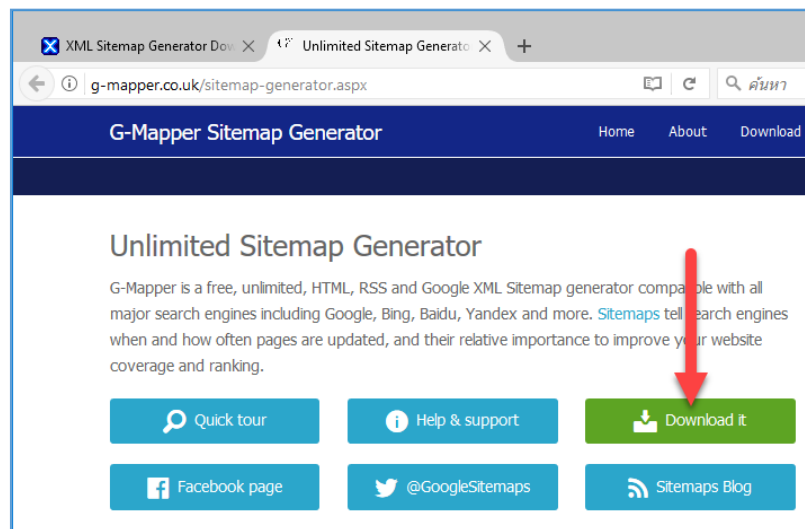 XML Sitemap Generator Dow
Unlimited Sitemap Generato
g-mapper.co.uk/sitemap-generator.aspx
ค้นหา
G-Mapper Sitemap Generator
Home About Download
Unlimited Sitemap Generator
G-Mapper is a free, unlimited, HTML, RSS and Google XML Sitemap generator compatible with all
major search engines including Google, Bing, Baidu, Yandex and more. Sitemaps tell search engines
when and how often pages are updated, and their relative importance to improve your website
coverage and ranking.
Quick tour
Help & support
Download it
Facebook page
@GoogleSitemaps
Sitemaps Blog